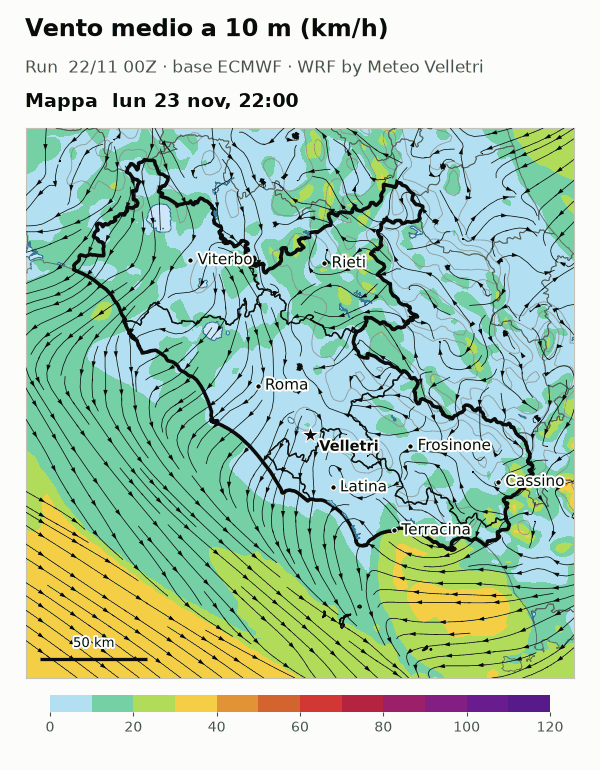 Vento medio a 10 m (km/h)
Run  22/11 00Z · base ECMWF · WRF by Meteo Velletri
Mappa  lun 23 nov, 22:00
Viterbo
Rieti
Roma
Velletri
Frosinone
Latina
Cassino
Terracina
50 km
0 20 40 60 80 100 120